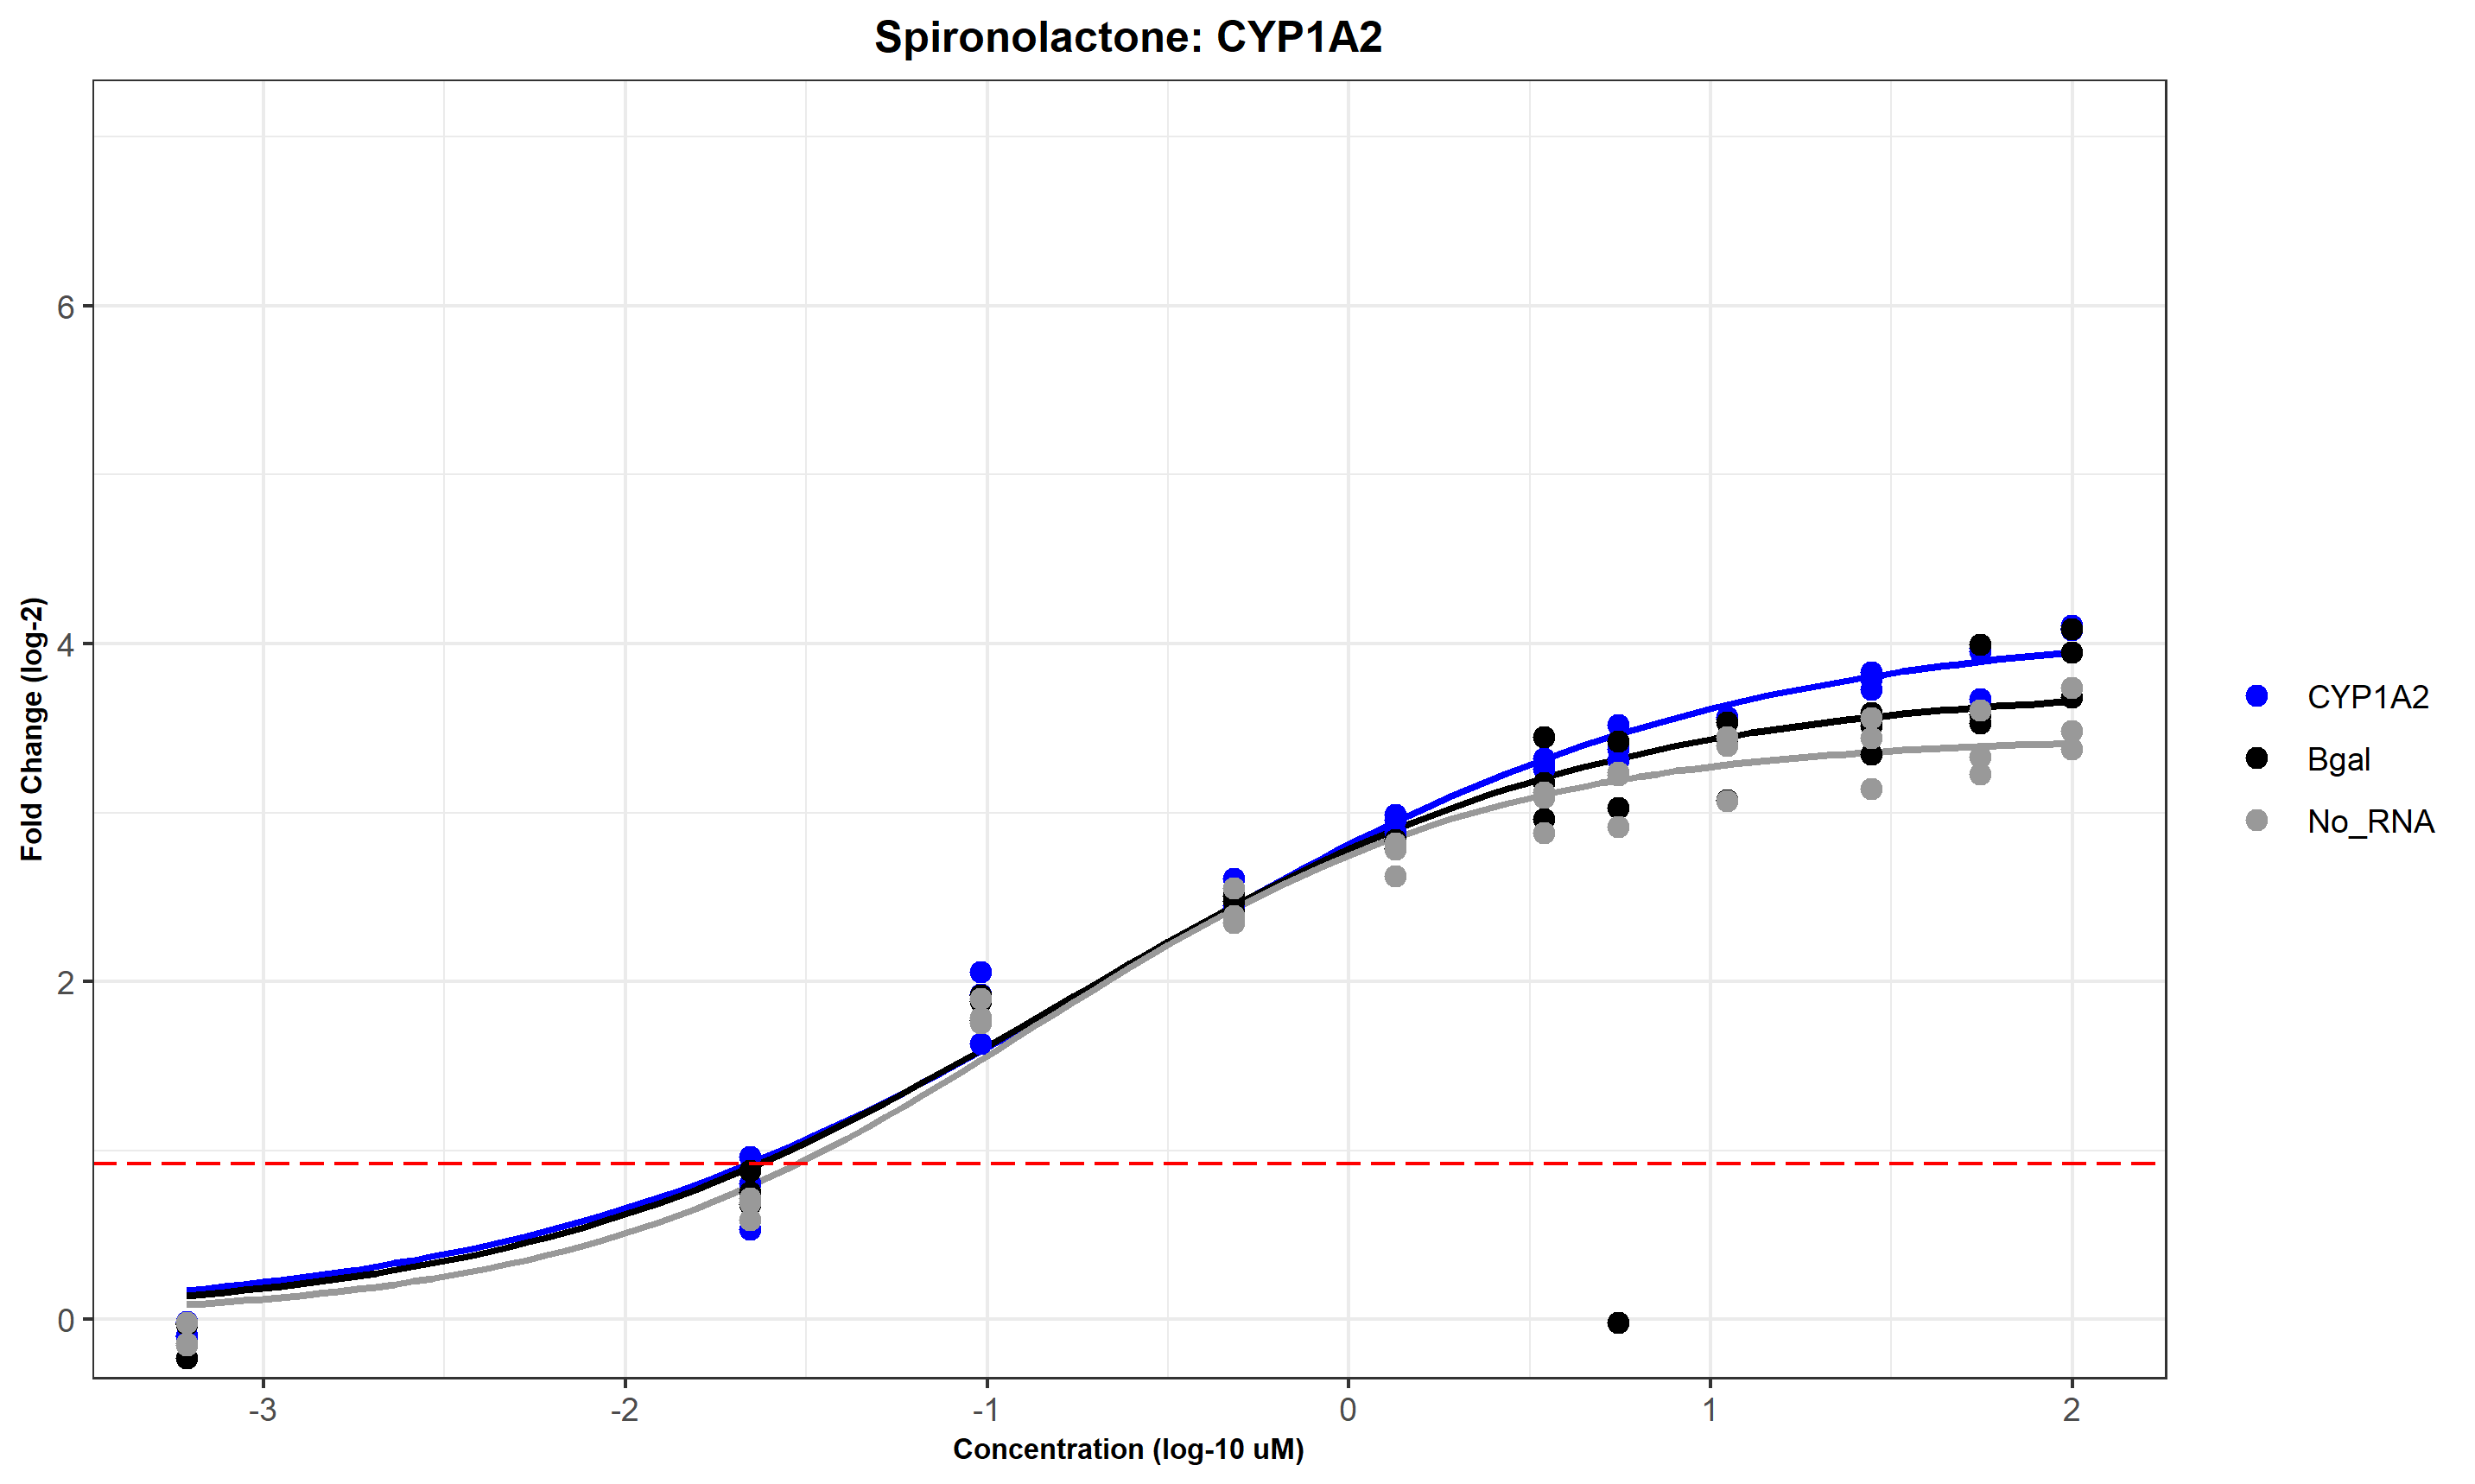 Spironolactone: CYP1A2
Fold Change (log-2)
6
4
2
0
-3
-2
-1
0
1
2
Concentration (log-10 uM)
CYP1A2
Bgal
No_RNA